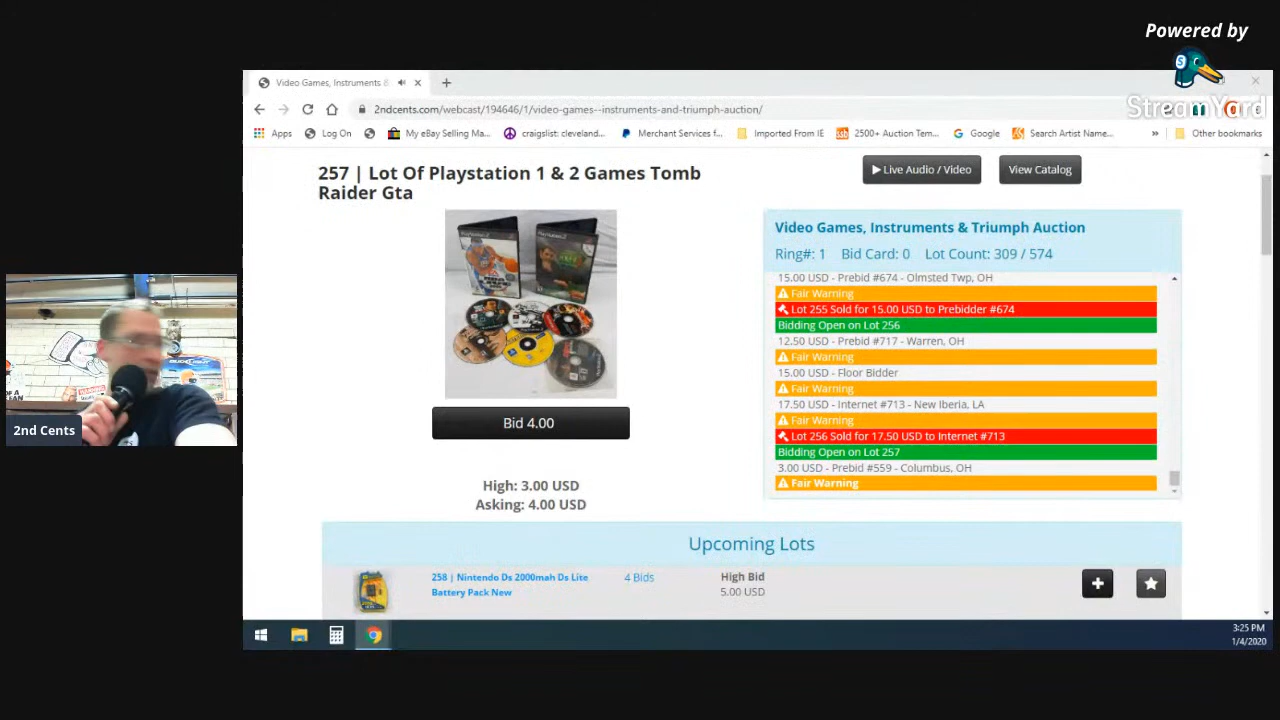 Powered by
StreamYard
Video Games, Instruments &
2ndcents.com/webcast/194646/1/video-games--instruments-and-triumph-auction/
Apps
Log On
My eBay Selling Ma...
craigslist: cleveland...
Merchant Services f...
Imported From IE
2500+ Auction Tem...
Google
Search Artist Name...
»
Other bookmarks
257 | Lot Of Playstation 1 & 2 Games Tomb
Raider Gta
Live Audio / Video
View Catalog
Bid 4.00
High: 3.00 USD
Asking: 4.00 USD
Video Games, Instruments & Triumph Auction
Ring#: 1 Bid Card: 0 Lot Count: 309 / 574
15.00 USD - Prebid #674 - Olmsted Twp, OH
Fair Warning
Lot 255 Sold for 15.00 USD to Prebidder #674
Bidding Open on Lot 256
12.50 USD - Prebid #717 - Warren, OH
Fair Warning
15.00 USD - Floor Bidder
Fair Warning
17.50 USD - Internet #713 - New Iberia, LA
Fair Warning
Lot 256 Sold for 17.50 USD to Internet #713
Bidding Open on Lot 257
3.00 USD - Prebid #559 - Columbus, OH
Fair Warning
2nd Cents
Upcoming Lots
258 | Nintendo Ds 2000mah Ds Lite
Battery Pack New
4 Bids
High Bid
5.00 USD
3:25 PM
1/4/2020